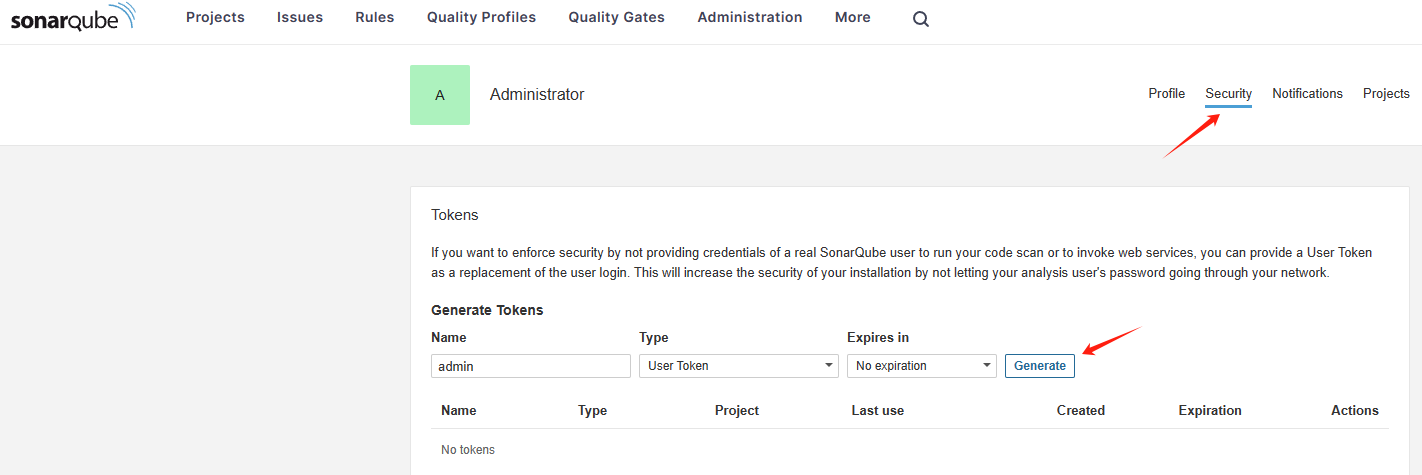 sonarqube Projects Issues Rules Quality Profiles Quality Gates Administration More
A Administrator Profile Security Notifications Projects
Tokens
If you want to enforce security by not providing credentials of a real SonarQube user to run your code scan or to invoke web services, you can provide a User Token
as a replacement of the user login. This will increase the security of your installation by not letting your analysis user's password going through your network.
Generate Tokens
Name Type Expires in
admin User Token No expiration Generate
Name Type Project Last use Created Expiration Actions
No tokens